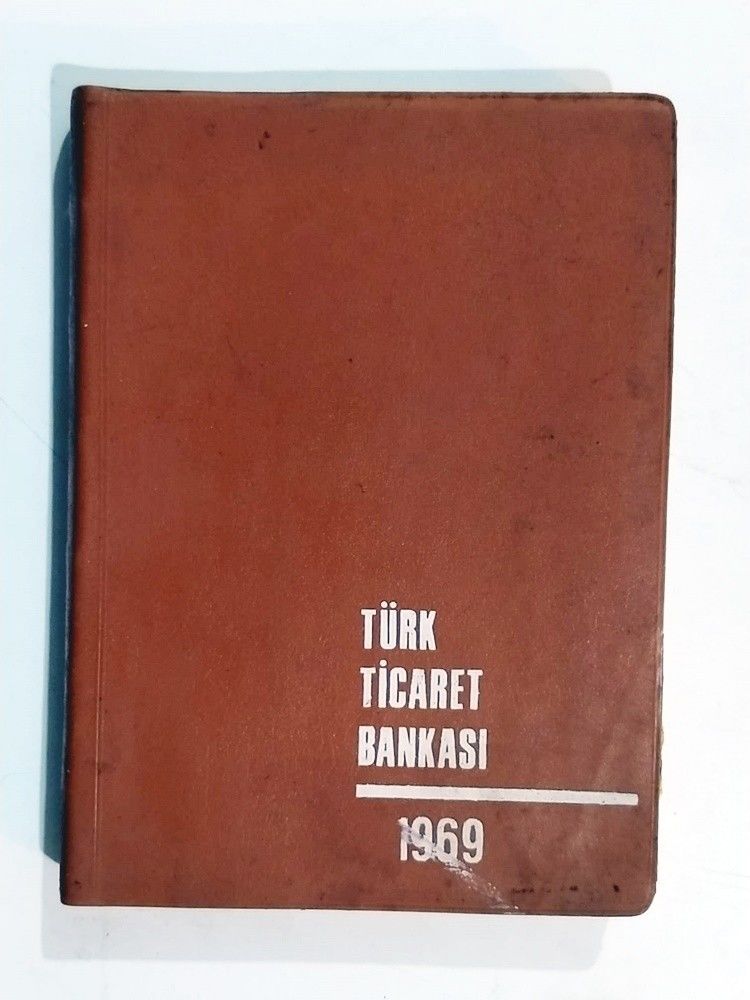 TÜRK
TİCARET
BANKASI
1969